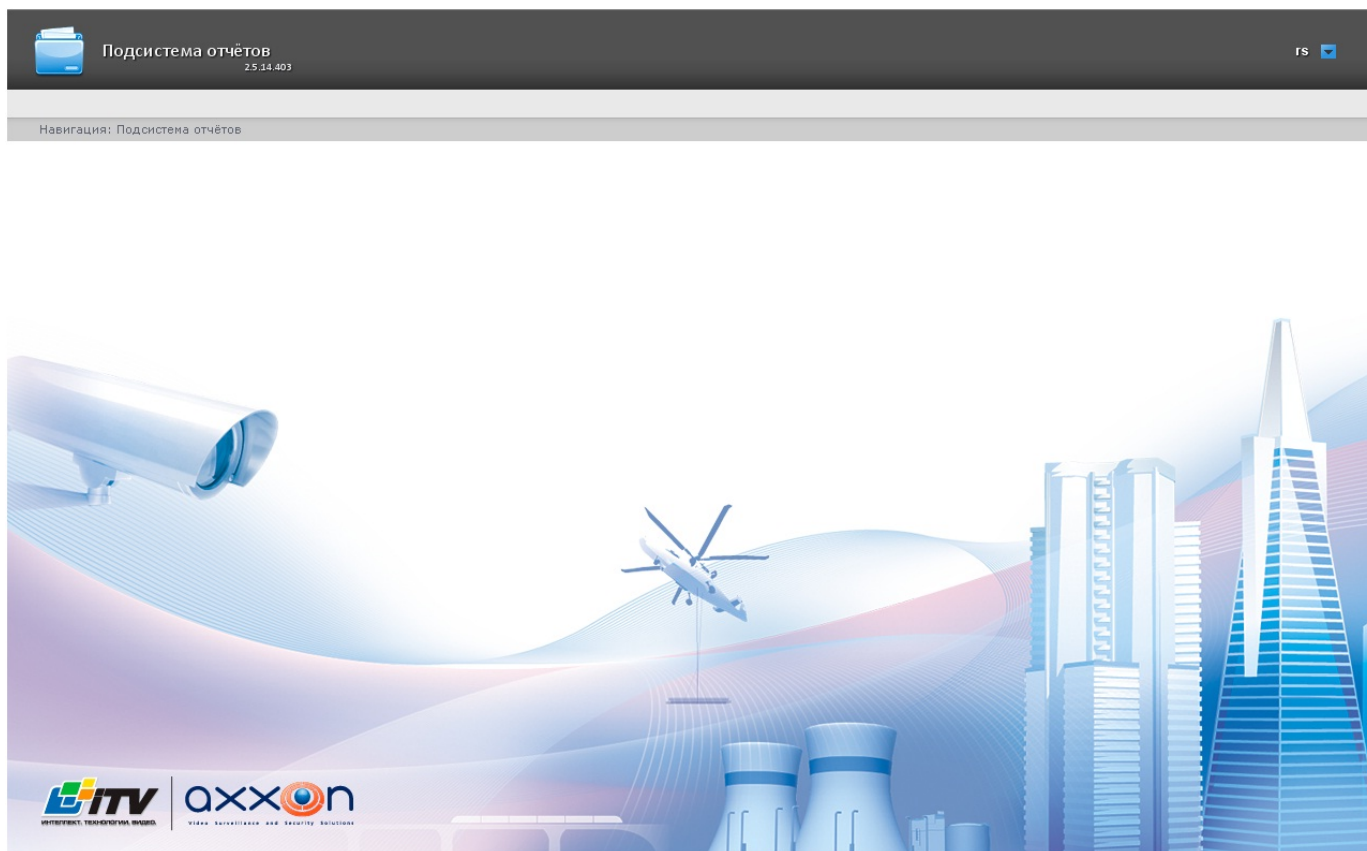 Подсистема отчётов
2.5.14.403
rs
Навигация: Подсистема отчётов
iTV
ИНТЕЛЛЕКТ. ТЕХНОЛОГИИ. ВИДЕО.
axxon
Video Surveillance and Security Solutions